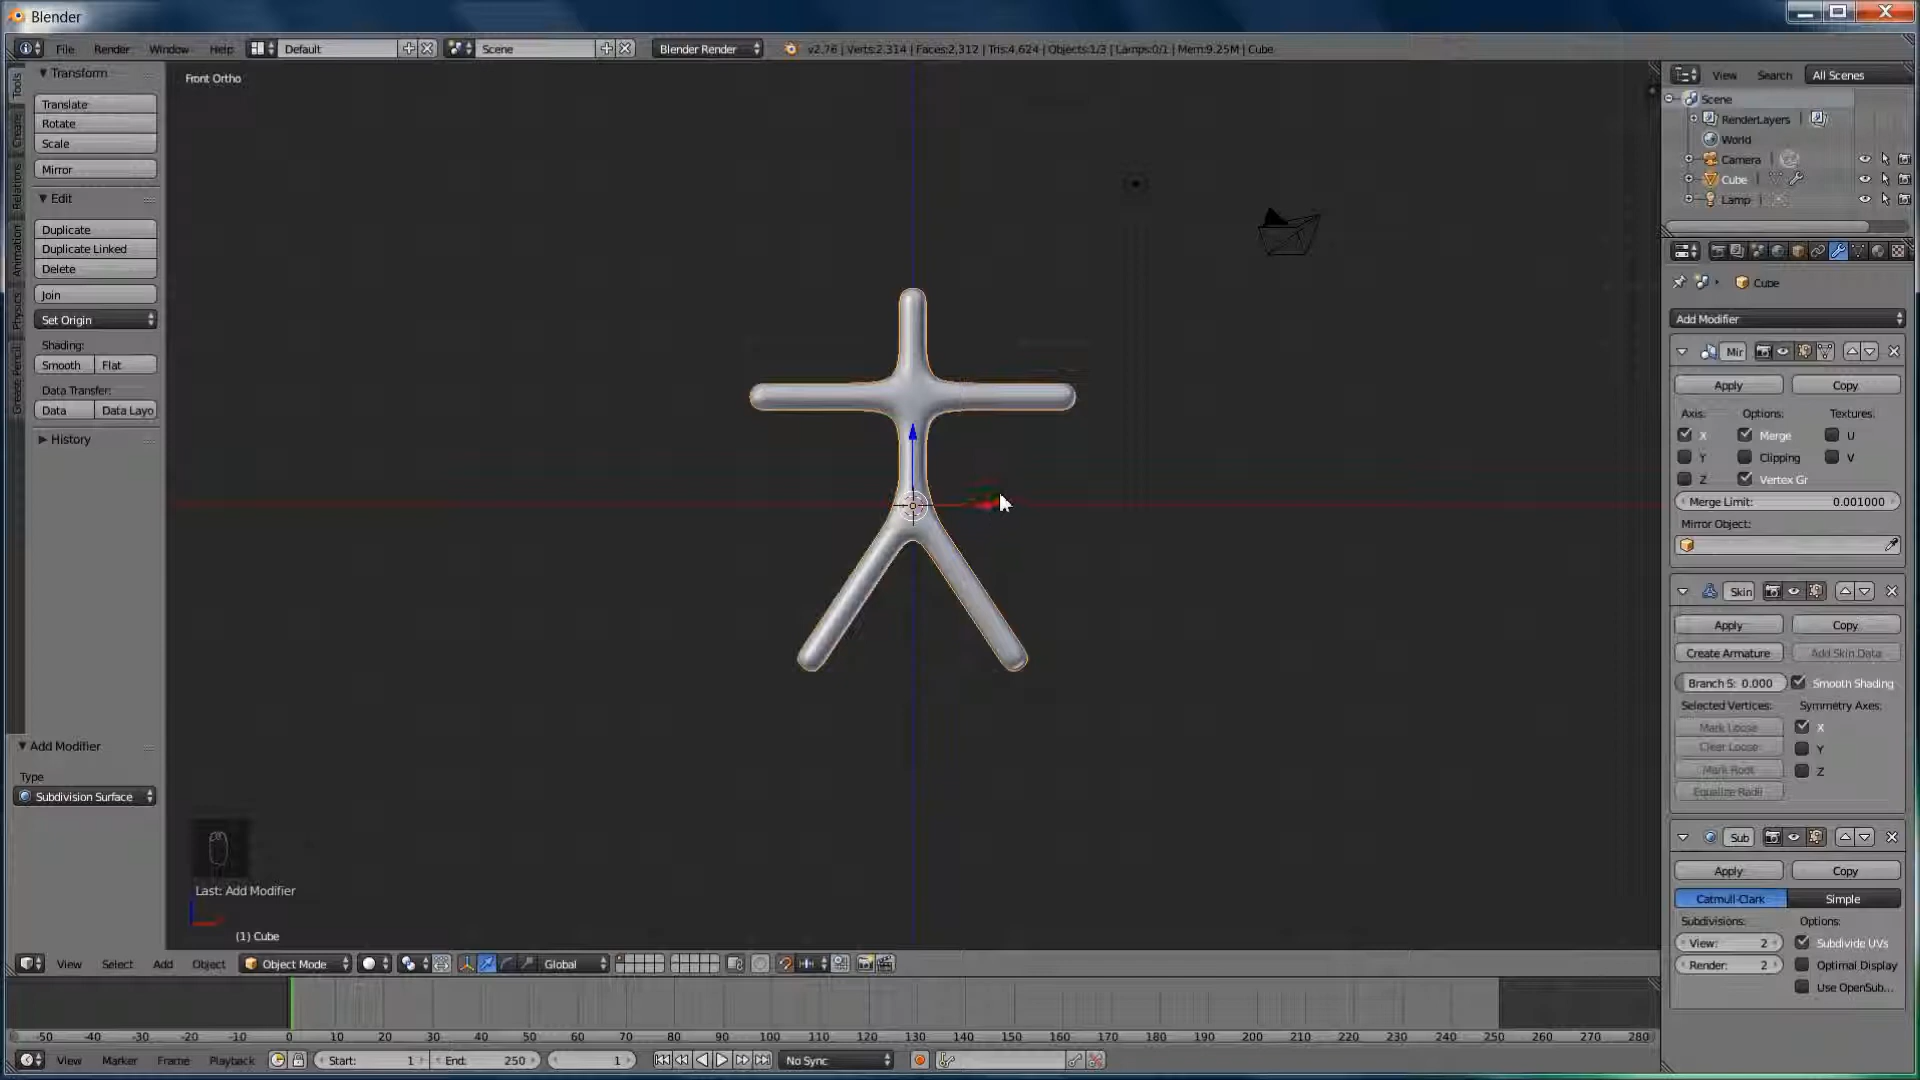 Blender
File Render Window Help Default Scene Blender Render v2.76 | Verts:2,314 | Faces:2,312 | Tris:4,624 | Objects:1/3 | Lamps:0/1 | Mem:9.25M | Cube
Tools
Create
Relations
Animation
Physics
Grease Pencil
Transform
Translate
Rotate
Scale
Mirror
Edit
Duplicate
Duplicate Linked
Delete
Join
Set Origin
Shading:
Smooth Flat
Data Transfer:
Data Data Layo
History
Add Modifier
Type
Subdivision Surface
Front Ortho
Last: Add Modifier
(1) Cube
View Search All Scenes
Scene
RenderLayers
World
Camera
Cube
Lamp
Cube
Add Modifier
Mir
Apply Copy
Axis: Options: Textures:
X Merge U
Y Clipping V
Z Vertex Gr
Merge Limit: 0.001000
Mirror Object:
Skin
Apply Copy
Create Armature Add Skin Data
Branch S: 0.000 Smooth Shading
Selected Vertices: Symmetry Axes:
Mark Loose X
Clear Loose Y
Mark Root Z
Equalize Radii
Sub
Apply Copy
Catmull-Clark Simple
Subdivisions: Options:
View: 2 Subdivide UVs
Render: 2 Optimal Display
Use OpenSub...
View Select Add Object Object Mode Global
-50 -40 -30 -20 -10 0 10 20 30 40 50 60 70 80 90 100 110 120 130 140 150 160 170 180 190 200 210 220 230 240 250 260 270 280
View Marker Frame Playback Start: 1 End: 250 1 No Sync